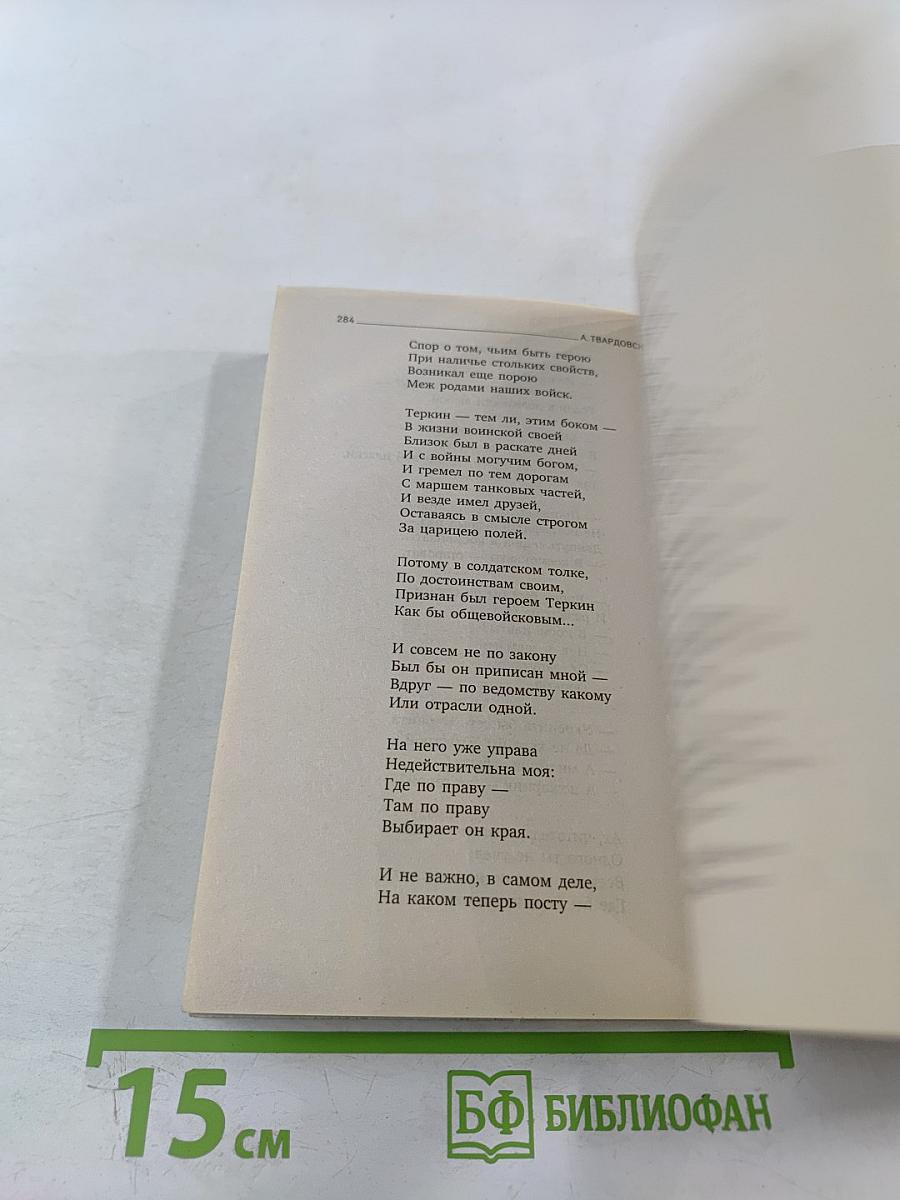 284
А. ТВАРДОВС
Спор о том, чьим быть герою
При наличье стольких свойств,
Возникал еще порою
Меж родами наших войск.
Теркин — тем ли, этим боком —
В жизни воинской своей
Близок был в раскате дней
И с войны могучим богом,
И гремел по тем дорогам
С маршем танковых частей,
И везде имел друзей,
Оставаясь в смысле строгом
За царицею полей.
Потому в солдатском толке,
По достоинствам своим,
Признан был героем Теркин
Как бы общевойсковым...
И совсем не по закону
Был бы он приписан мной —
Вдруг — по ведомству какому
Или отрасли одной.
На него уже управа
Недействительна моя:
Где по праву —
Там по праву
Выбирает он края.
И не важно, в самом деле,
На каком теперь посту —
15 см
БФ БИБЛИОФАН